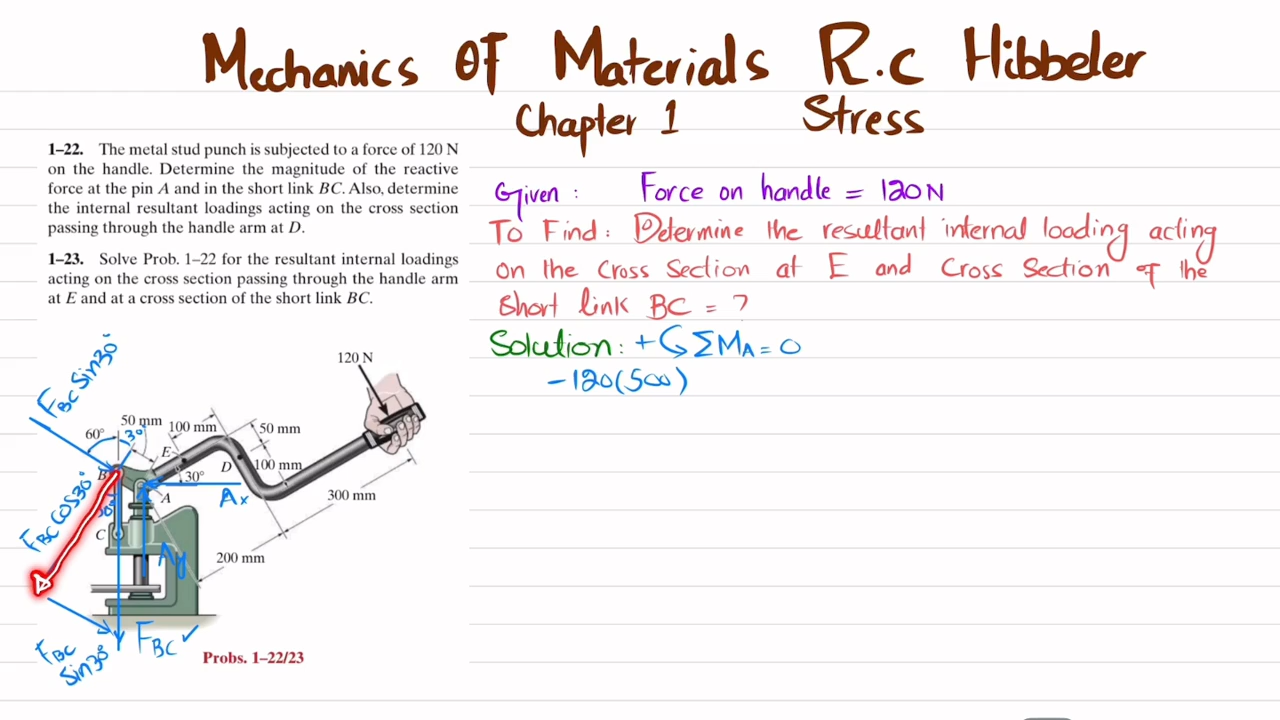 Mechanics Of Materials R.c Hibbeler
Chapter 1 Stress
1–22. The metal stud punch is subjected to a force of 120 N
on the handle. Determine the magnitude of the reactive
force at the pin A and in the short link BC. Also, determine
the internal resultant loadings acting on the cross section
passing through the handle arm at D.
1–23. Solve Prob. 1–22 for the resultant internal loadings
acting on the cross section passing through the handle arm
at E and at a cross section of the short link BC.
Given : Force on handle = 120N
To Find : Determine the resultant internal loading acting
on the Cross Section at E and Cross Section of the
Short link BC = ?
Solution : + ↺ ΣMA = 0
- 120(500)
120 N
FBC Sin30°
50 mm
100 mm
50 mm
60°
30°
E
B
D
100 mm
30°
FBC Cos30°
30°
A
Ax
300 mm
C
Ay
200 mm
FBC ✓
FBC
Sin30°
Probs. 1–22/23